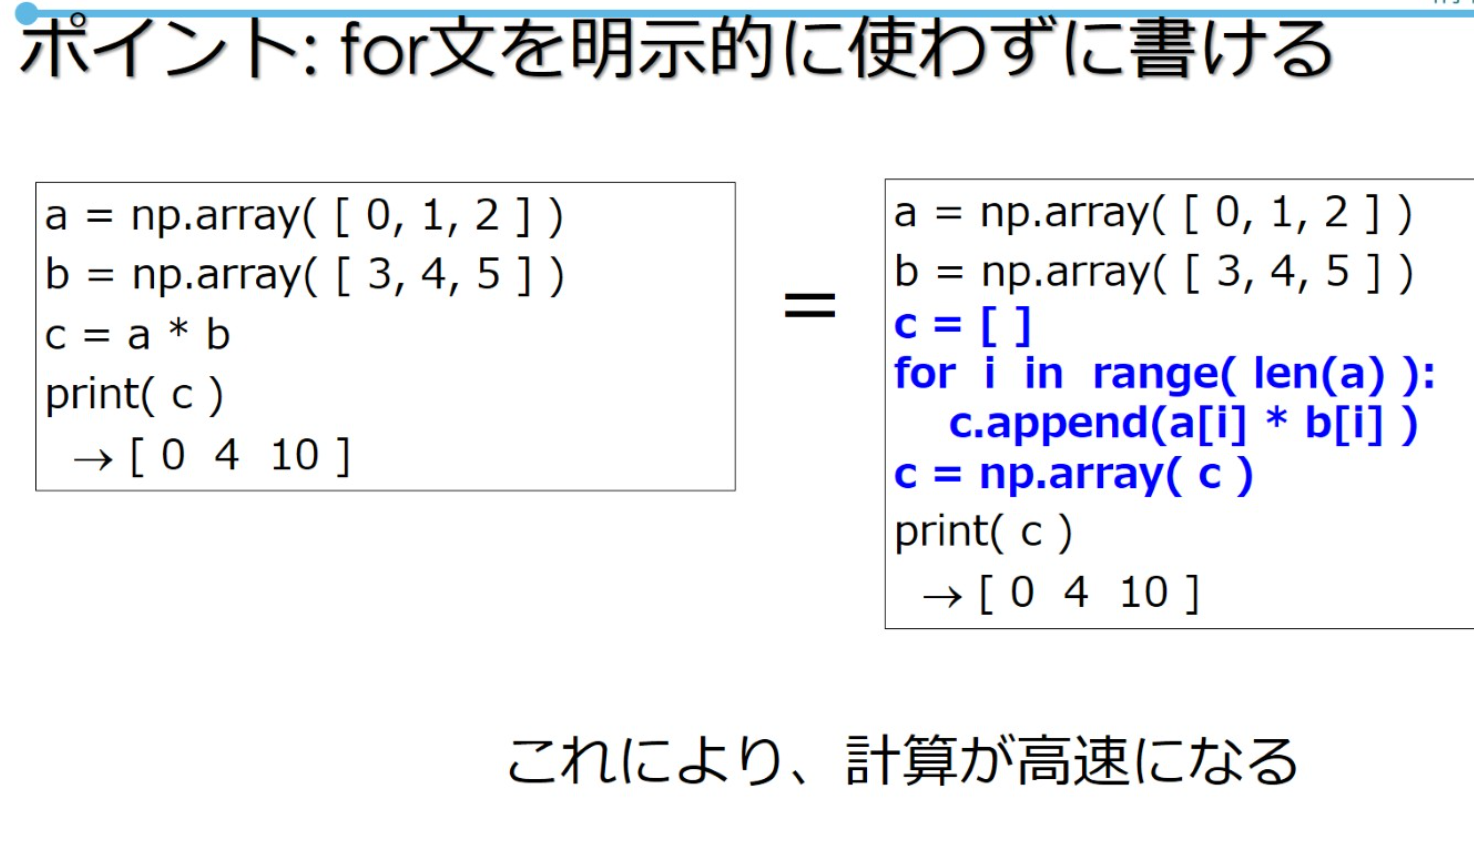 ポイント: for文を明示的に使わずに書ける
a = np.array( [ 0, 1, 2 ] )
b = np.array( [ 3, 4, 5 ] )
c = a * b
print( c )
→ [ 0 4 10 ]
=
a = np.array( [ 0, 1, 2 ] )
b = np.array( [ 3, 4, 5 ] )
c = [ ]
for i in range( len(a) ):
c.append(a[i] * b[i] )
c = np.array( c )
print( c )
→ [ 0 4 10 ]
これにより、計算が高速になる